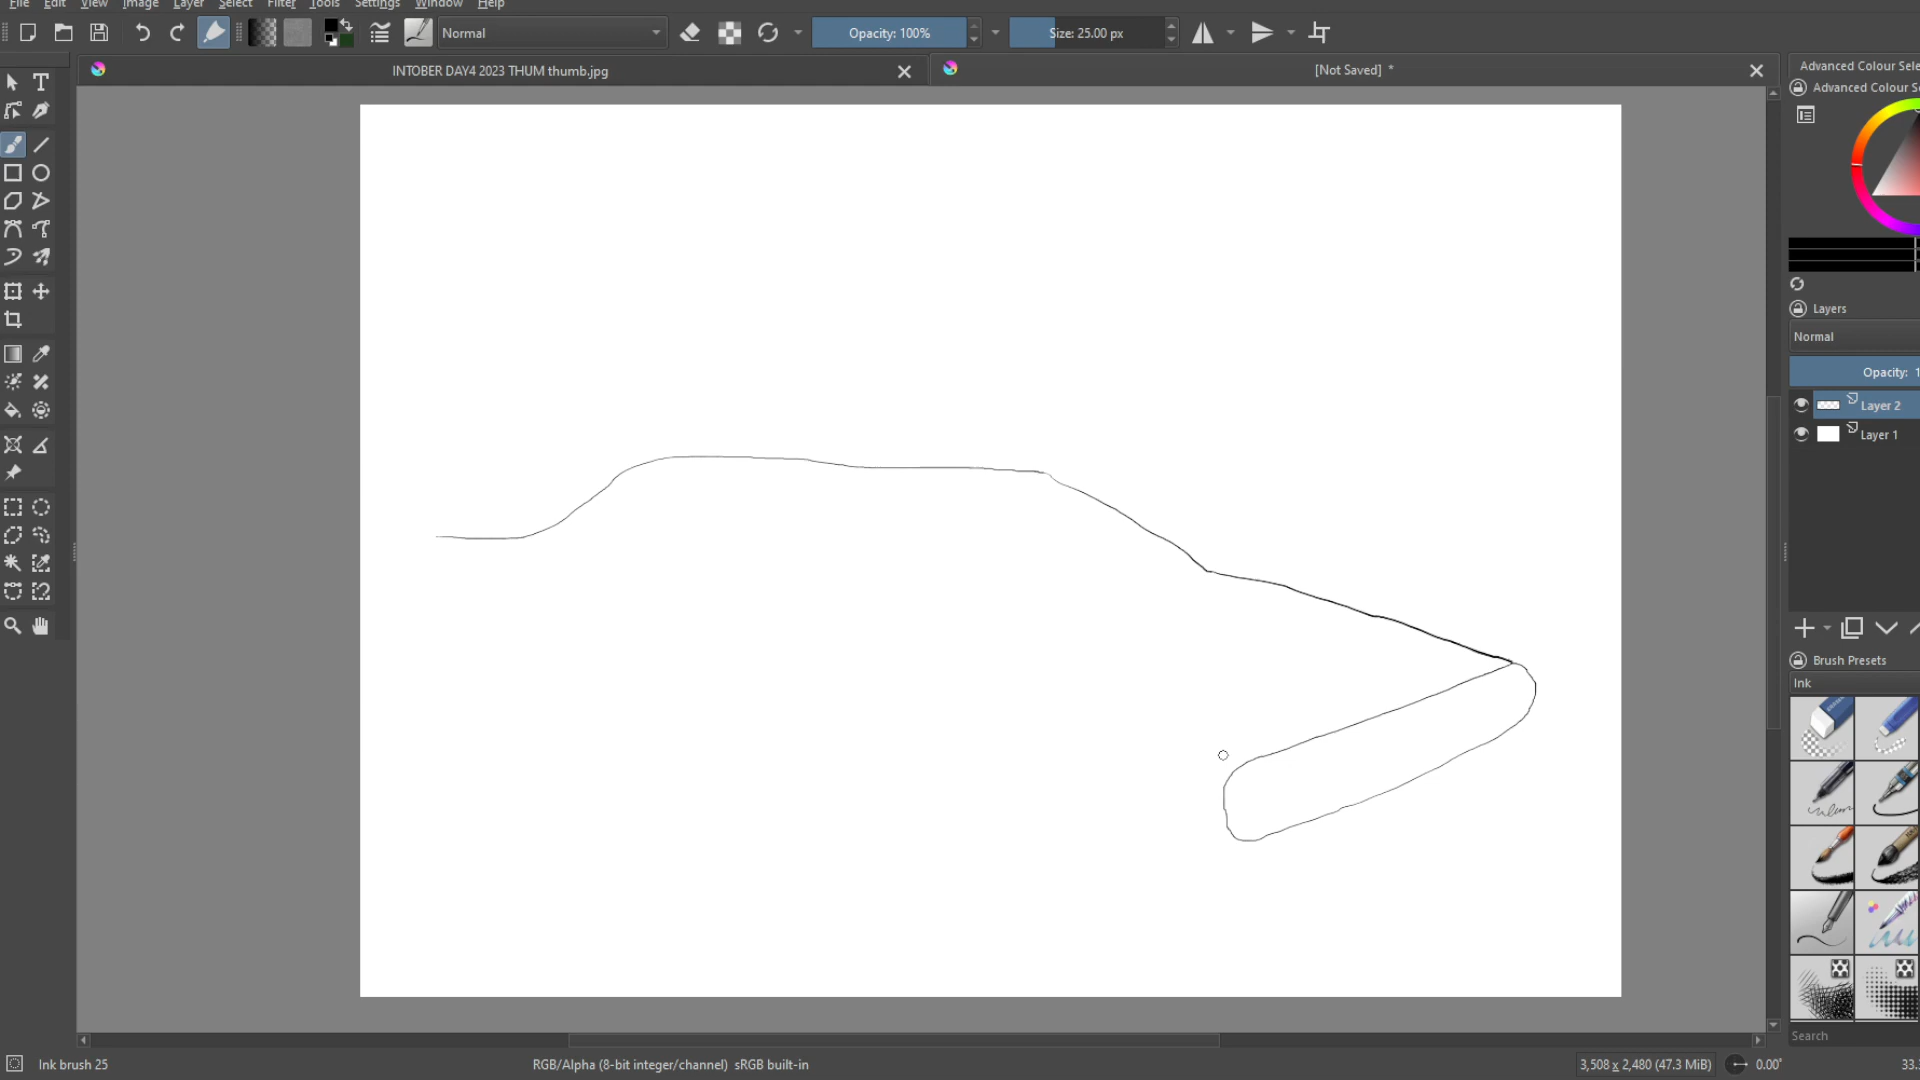 File Edit View Image Layer Select Filter Tools Settings Window Help
Normal
Opacity: 100%
Size: 25.00 px
INTOBER DAY4 2023 THUM thumb.jpg
[Not Saved] *
Advanced Colour Sele
Advanced Colour Se
Layers
Normal
Opacity: 1
Layer 2
Layer 1
Brush Presets
Ink
Search
Ink brush 25
RGB/Alpha (8-bit integer/channel) sRGB built-in
3,508 x 2,480 (47.3 MiB)
0.00°
33.